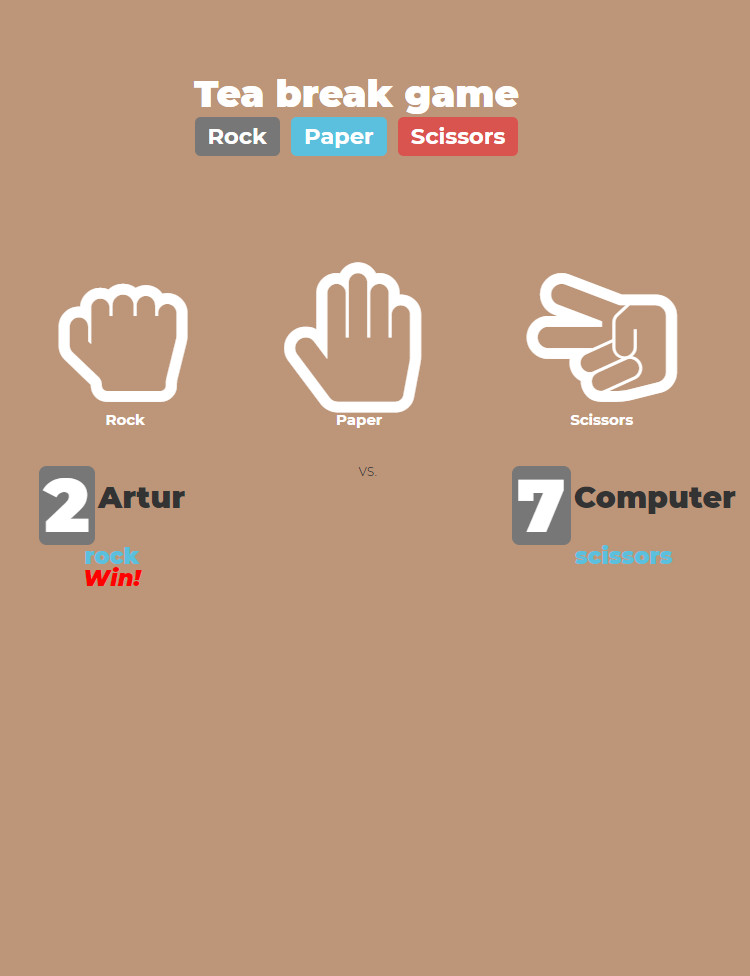 Tea break game
Rock Paper Scissors
Rock Paper Scissors
vs.
2 Artur 7 Computer
rock scissors
Win!